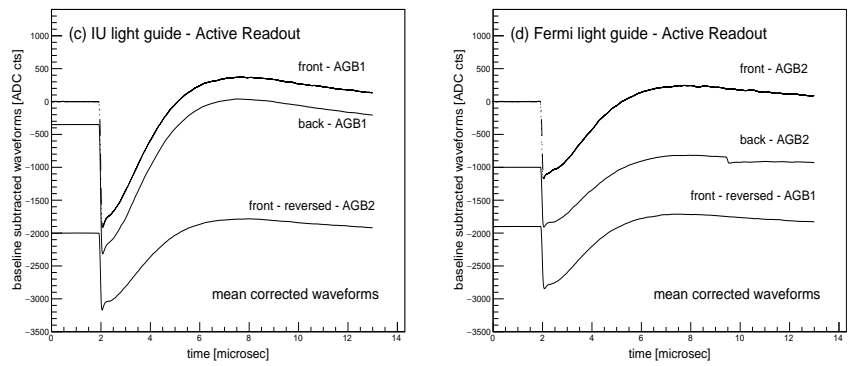 (c) IU light guide - Active Readout
baseline subtracted waveforms [ADC cts]
1000
500
0
−500
−1000
−1500
−2000
−2500
−3000
−3500
front - AGB1
back - AGB1
front - reversed - AGB2
mean corrected waveforms
0 2 4 6 8 10 12 14
time [microsec]
(d) Fermi light guide - Active Readout
baseline subtracted waveforms [ADC cts]
1000
500
0
−500
−1000
−1500
−2000
−2500
−3000
−3500
front - AGB2
back - AGB2
front - reversed - AGB1
mean corrected waveforms
0 2 4 6 8 10 12 14
time [microsec]